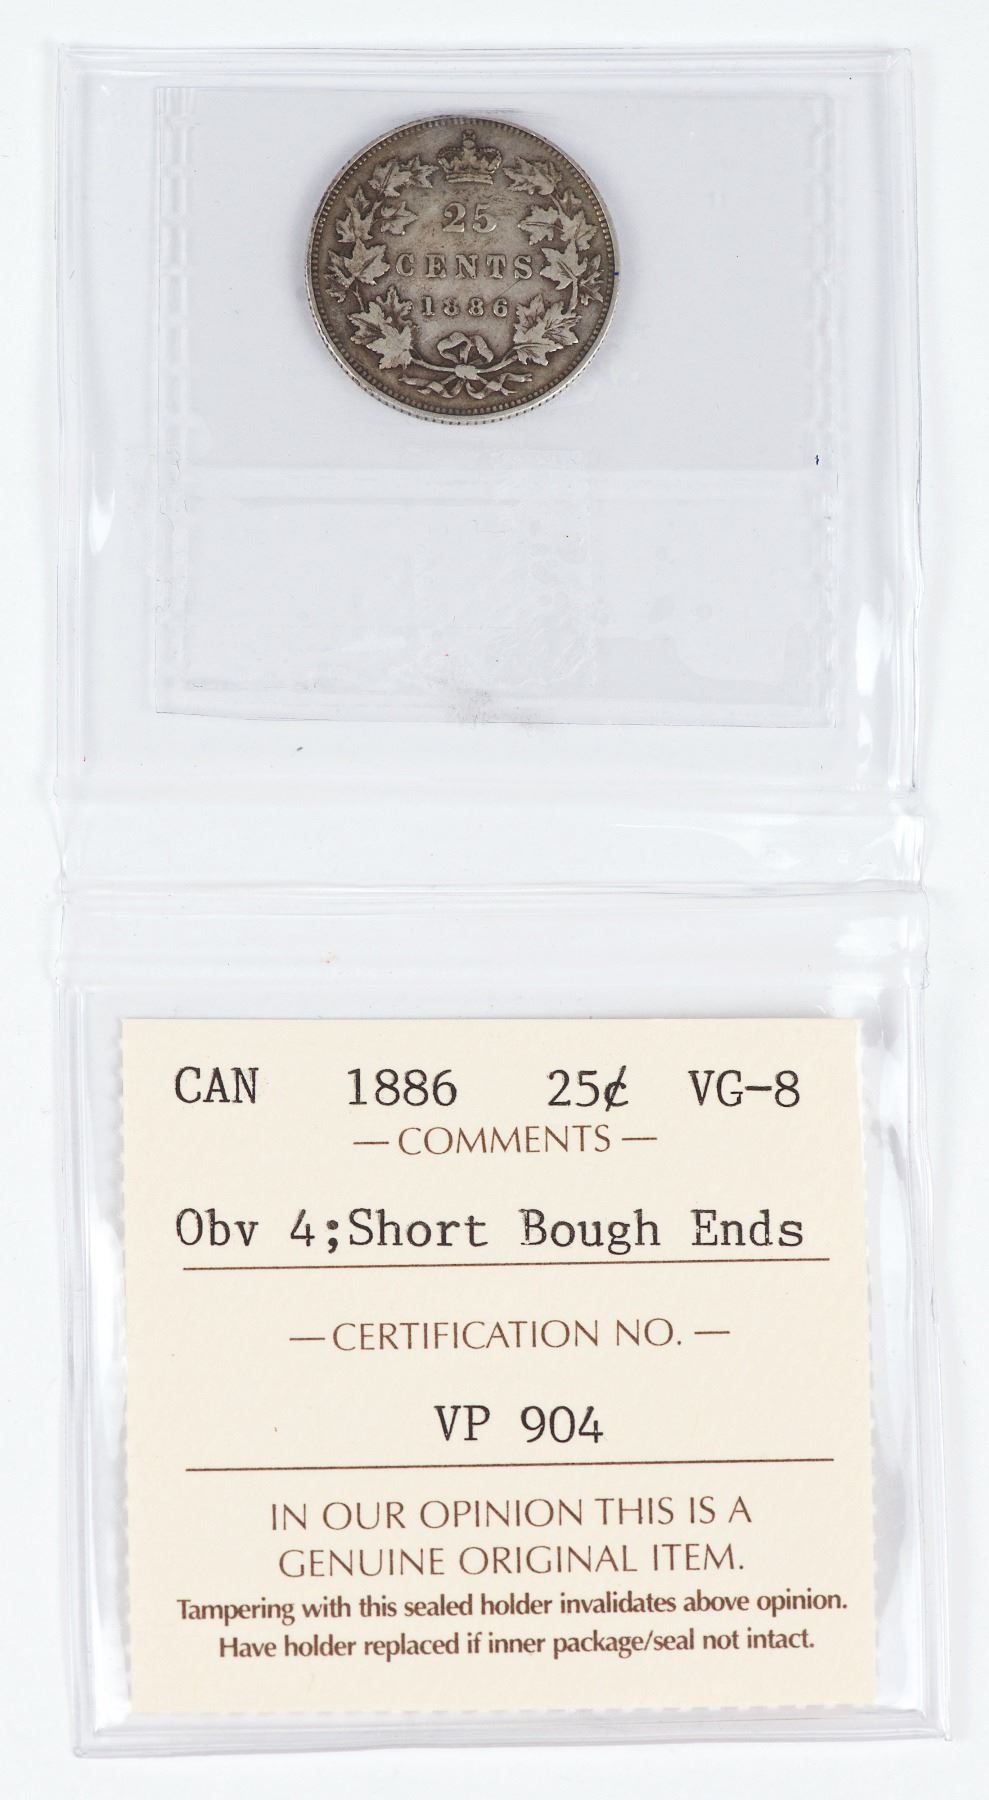 25
CENTS
1886
CAN 1886 25¢ VG-8
— COMMENTS —
Obv 4;Short Bough Ends
— CERTIFICATION NO. —
VP 904
IN OUR OPINION THIS IS A
GENUINE ORIGINAL ITEM.
Tampering with this sealed holder invalidates above opinion.
Have holder replaced if inner package/seal not intact.